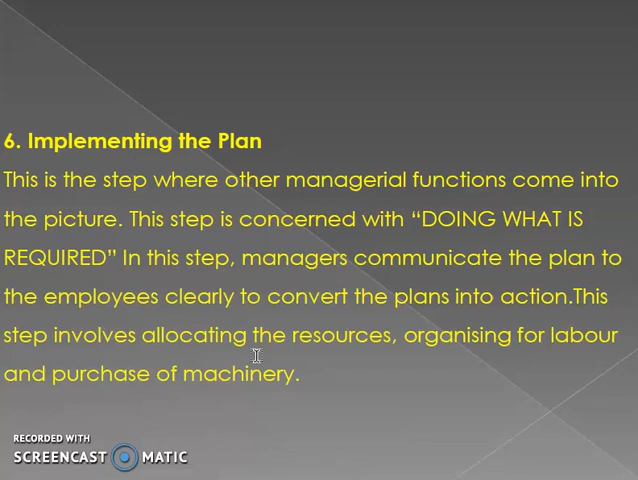 6. Implementing the Plan
This is the step where other managerial functions come into
the picture. This step is concerned with “DOING WHAT IS
REQUIRED” In this step, managers communicate the plan to
the employees clearly to convert the plans into action.This
step involves allocating the resources, organising for labour
and purchase of machinery.
RECORDED WITH
SCREENCAST MATIC